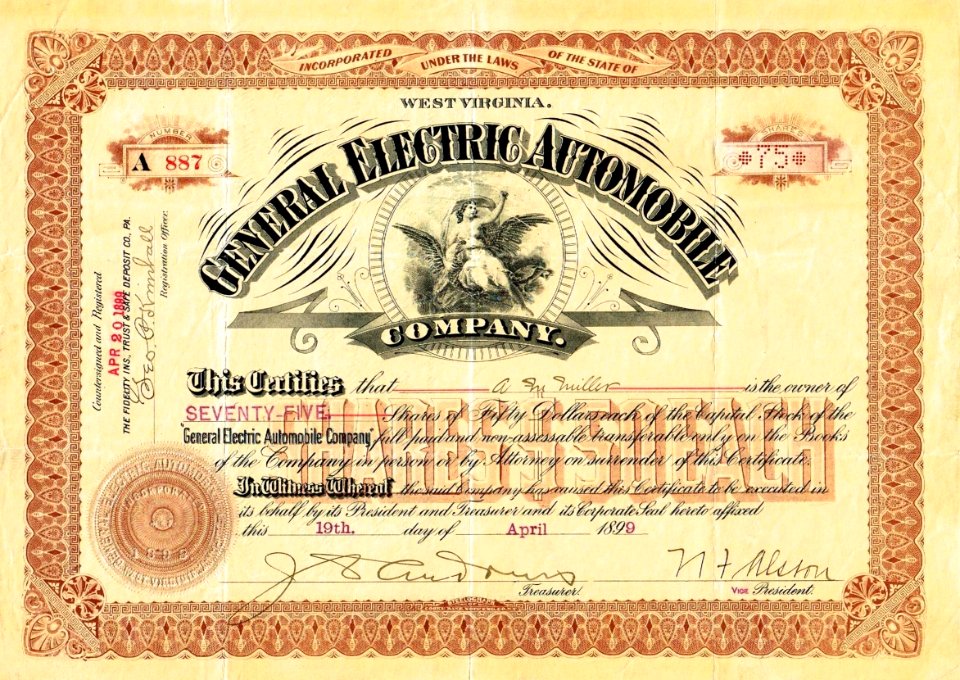 INCORPORATED UNDER THE LAWS OF THE STATE OF
WEST VIRGINIA.
NUMBER
A 887
SHARES
*75*
GENERAL ELECTRIC AUTOMOBILE
COMPANY.
Countersigned and Registered
APR 20 1899
THE FIDELITY INS. TRUST & SAFE DEPOSIT CO, PA.
Geo. Kimball
Registration Officer.
This Certifies that A Miller is the owner of
SEVENTY-FIVE Shares of Fifty Dollars each of the Capital Stock of the
"General Electric Automobile Company" full paid and non-assessable transferable only on the Books
of the Company in person or by Attorney on surrender of this Certificate.
In Witness Whereof the said Company has caused this Certificate to be executed in
its behalf by its President and Treasurer and its Corporate Seal hereto affixed
this 19th. day of April 1899
Treasurer.
N F Alston
VICE President.